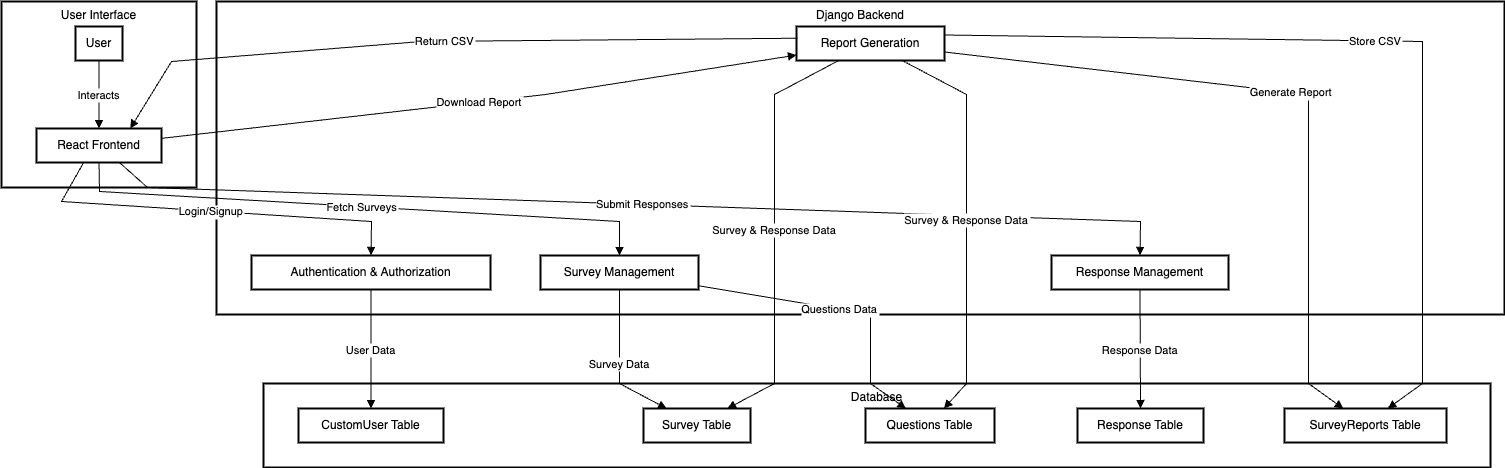 User Interface
Django Backend
User
Report Generation
Return CSV
Store CSV
Interacts
Download Report
Generate Report
React Frontend
Login/Signup
Fetch Surveys
Submit Responses
Survey & Response Data
Survey & Response Data
Authentication & Authorization
Survey Management
Response Management
Questions Data
User Data
Survey Data
Response Data
Database
CustomUser Table
Survey Table
Questions Table
Response Table
SurveyReports Table